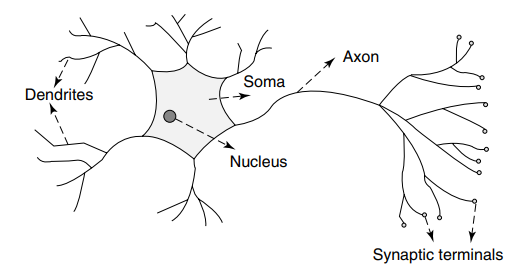 Axon
Soma
Dendrites
Nucleus
Synaptic terminals